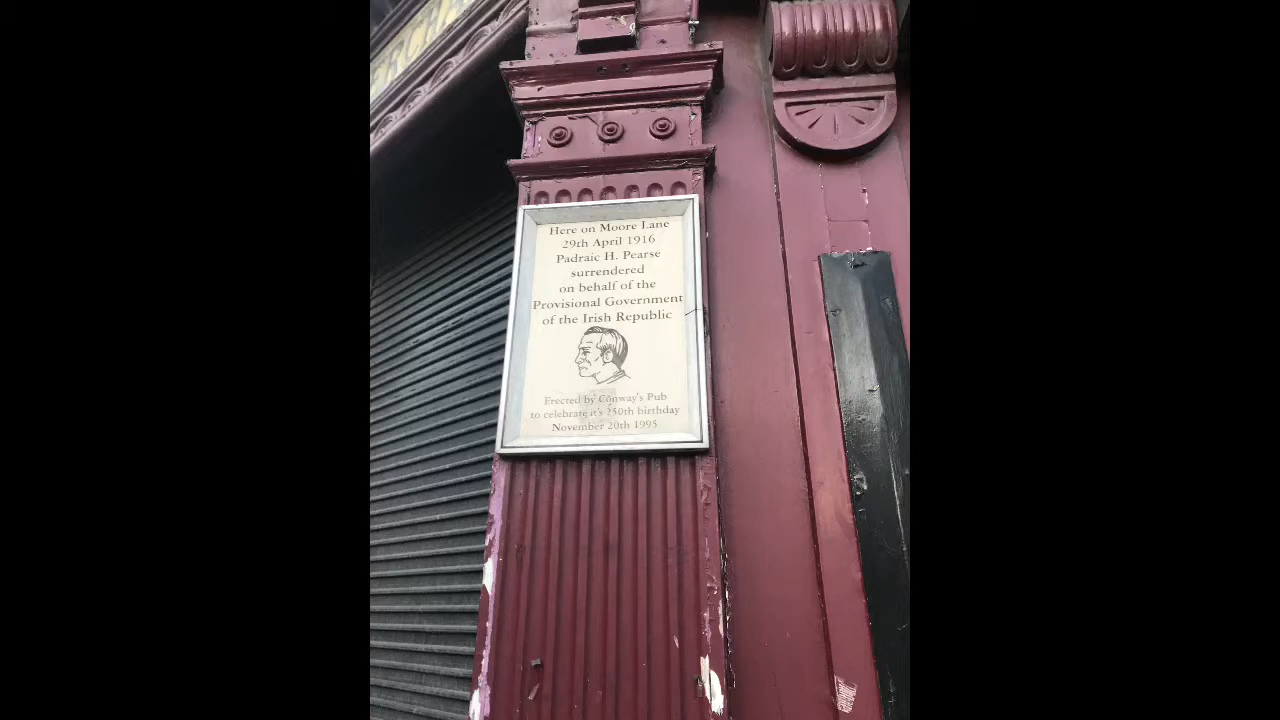 Here on Moore Lane
29th April 1916
Padraic H. Pearse
surrendered
on behalf of the
Provisional Government
of the Irish Republic
Erected by Conway's Pub
to celebrate it's 250th birthday
November 20th 1995